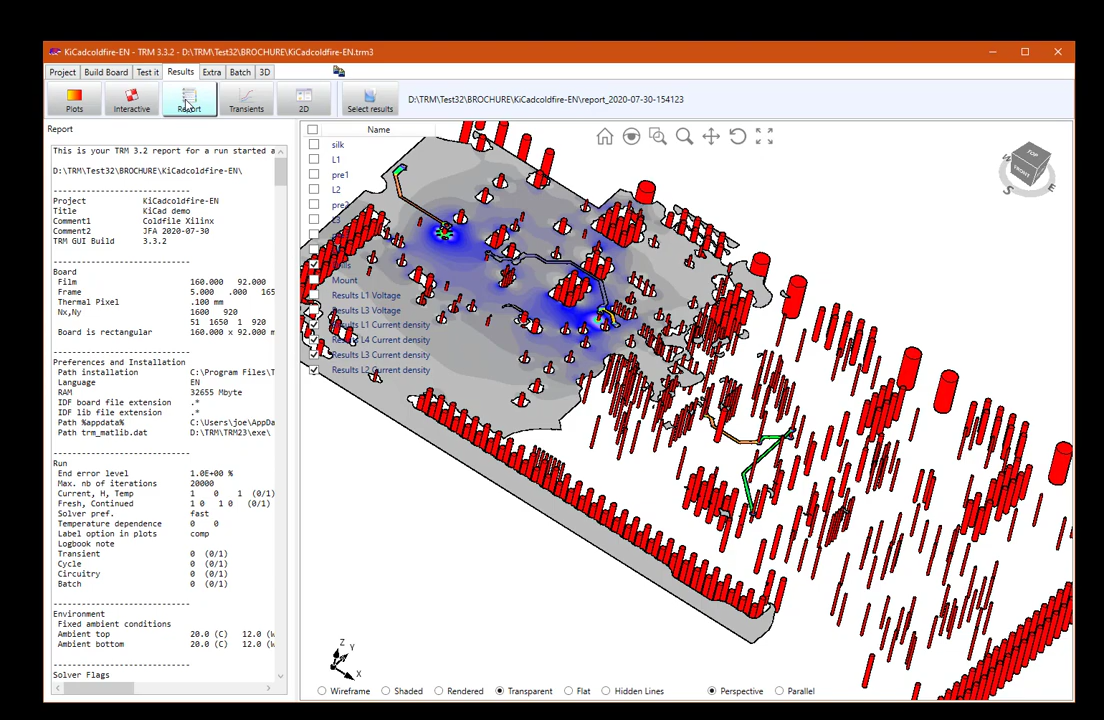 KiCadcoldfire-EN - TRM 3.3.2 - D:\TRM\Test32\BROCHURE\KiCadcoldfire-EN.trm3
Project Build Board Test it Results Extra Batch 3D
Plots Interactive Report Transients 2D Select results D:\TRM\Test32\BROCHURE\KiCadcoldfire-EN\report_2020-07-30-154123
Report
This is your TRM 3.2 report for a run started a
D:\TRM\Test32\BROCHURE\KiCadcoldfire-EN\
-----------------------------
Project KiCadcoldfire-EN
Title KiCad demo
Comment1 Coldfile Xilinx
Comment2 JFA 2020-07-30
TRM GUI Build 3.3.2
-----------------------------
Board
Film 160.000 92.000
Frame 5.000 .000 165
Thermal Pixel .100 mm
Nx,Ny 1600 920
51 1650 1 920
Board is rectangular 160.000 x 92.000 m
-----------------------------
Preferences and Installation
Path installation C:\Program Files\T
Language EN
RAM 32655 Mbyte
IDF board file extension .*
IDF lib file extension .*
Path %appdata% C:\Users\joe\AppDa
Path trm_matlib.dat D:\TRM\TRM23\exe\
-----------------------------
Run
End error level 1.0E+00 %
Max. nb of iterations 20000
Current, H, Temp 1 0 1 (0/1)
Fresh, Continued 1 0 1 0 (0/1)
Solver pref. fast
Temperature dependence 0 0
Label option in plots comp
Logbook note
Transient 0 (0/1)
Cycle 0 (0/1)
Circuitry 0 (0/1)
Batch 0 (0/1)
-----------------------------
Environment
Fixed ambient conditions
Ambient top 20.0 (C) 12.0 (W
Ambient bottom 20.0 (C) 12.0 (W
-----------------------------
Solver Flags
Name
silk
L1
pre1
L2
pre2
L3
Mount
Results L1 Voltage
Results L3 Voltage
Results L1 Current density
Results L4 Current density
Results L3 Current density
Results L2 Current density
TOP
FRONT
W
S
E
Z
Y
X
Wireframe Shaded Rendered Transparent Flat Hidden Lines Perspective Parallel